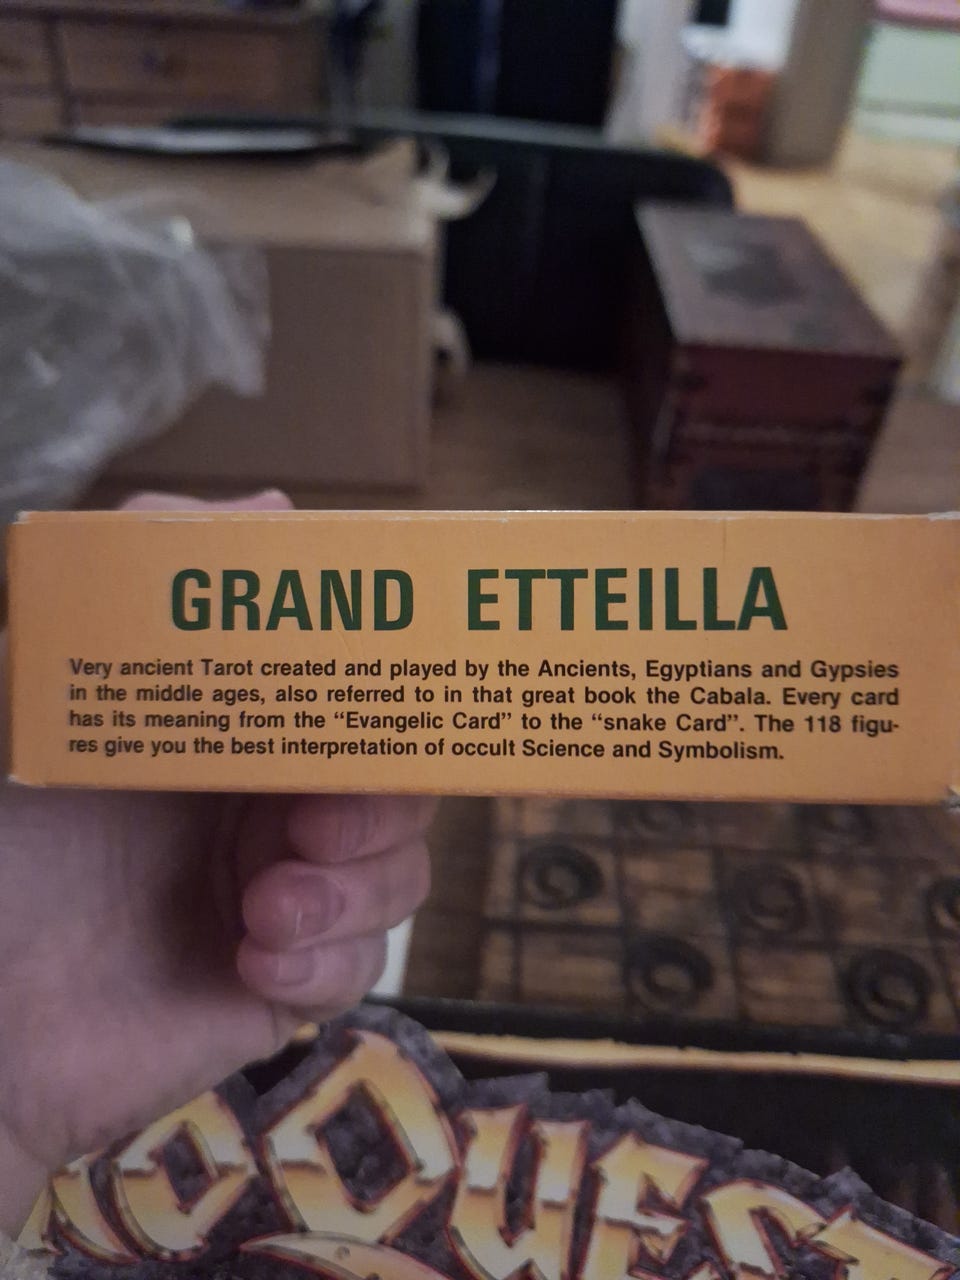 GRAND ETTEILLA
Very ancient Tarot created and played by the Ancients, Egyptians and Gypsies
in the middle ages, also referred to in that great book the Cabala. Every card
has its meaning from the "Evangelic Card" to the "snake Card". The 118 figu-
res give you the best interpretation of occult Science and Symbolism.